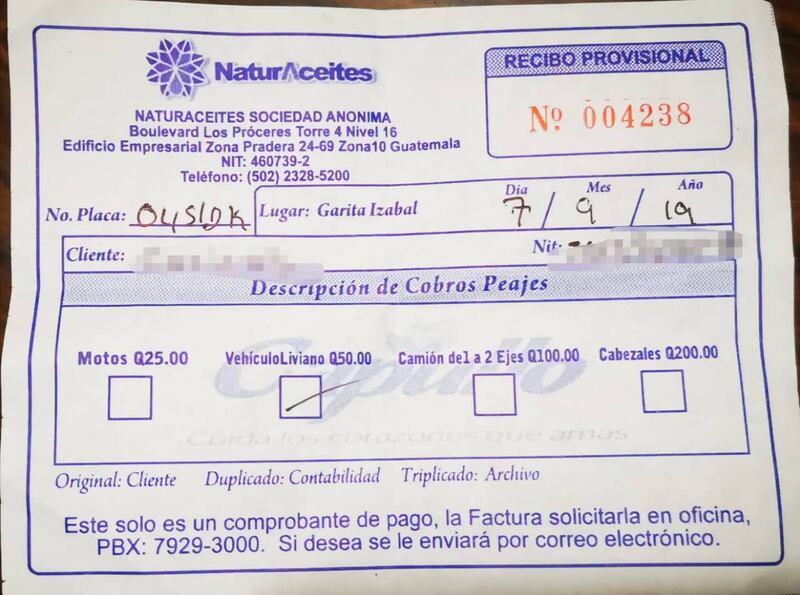 NaturAceites
RECIBO PROVISIONAL
Nº 004238
NATURACEITES SOCIEDAD ANONIMA
Boulevard Los Próceres Torre 4 Nivel 16
Edificio Empresarial Zona Pradera 24-69 Zona10 Guatemala
NIT: 460739-2
Teléfono: (502) 2328-5200
No. Placa:
Lugar: Garita Izabal
Dia Mes Año
7 / 9 / 19
Cliente:
Nit:
Descripción de Cobros Peajes
Motos Q25.00 VehículoLiviano Q50.00 Camión de1 a 2 Ejes Q100.00 Cabezales Q200.00
Capullo
Cuida los corazones que amas
Original: Cliente Duplicado: Contabilidad Triplicado: Archivo
Este solo es un comprobante de pago, la Factura solicitarla en oficina,
PBX: 7929-3000. Si desea se le enviará por correo electrónico.